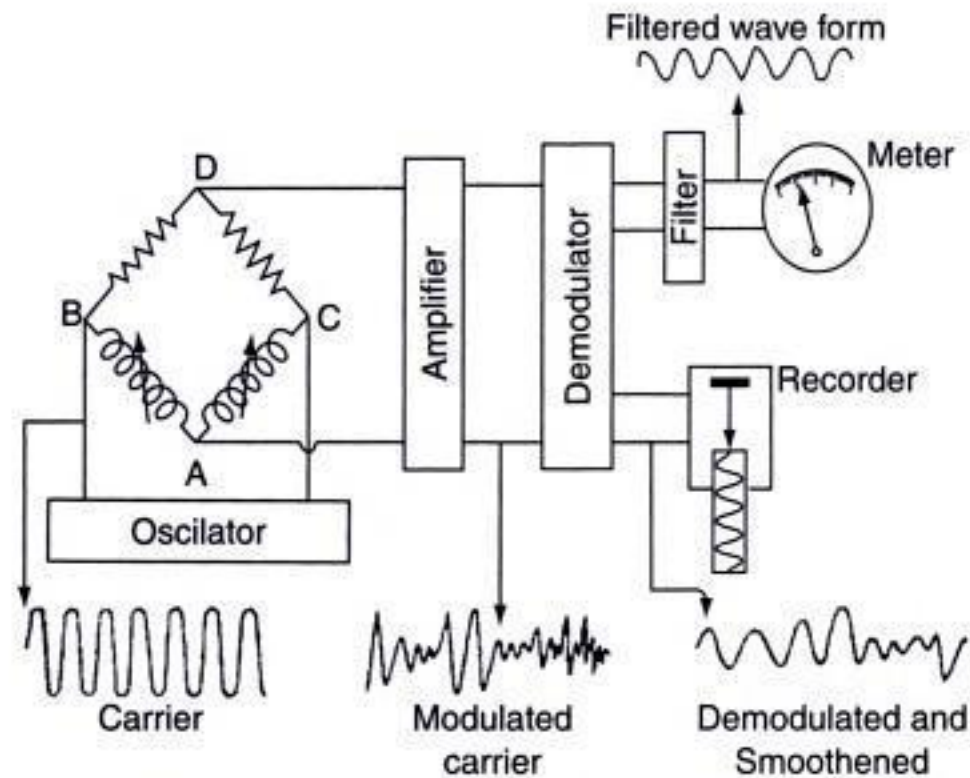 Filtered wave form
Meter
D
Filter
Amplifier
Demodulator
B
C
Recorder
A
Oscilator
Carrier
Modulated
carrier
Demodulated and
Smoothened